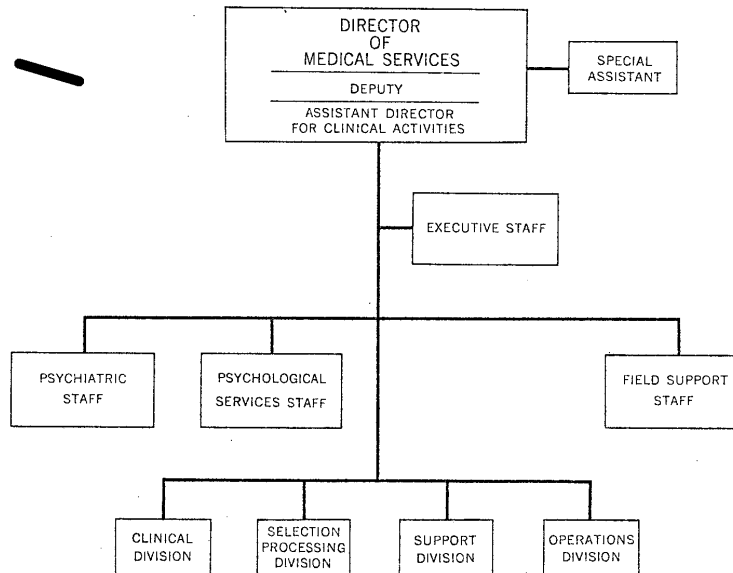 DIRECTOR
OF
MEDICAL SERVICES
DEPUTY
ASSISTANT DIRECTOR
FOR CLINICAL ACTIVITIES
SPECIAL
ASSISTANT
EXECUTIVE STAFF
PSYCHIATRIC
STAFF
PSYCHOLOGICAL
SERVICES STAFF
FIELD SUPPORT
STAFF
CLINICAL
DIVISION
SELECTION
PROCESSING
DIVISION
SUPPORT
DIVISION
OPERATIONS
DIVISION